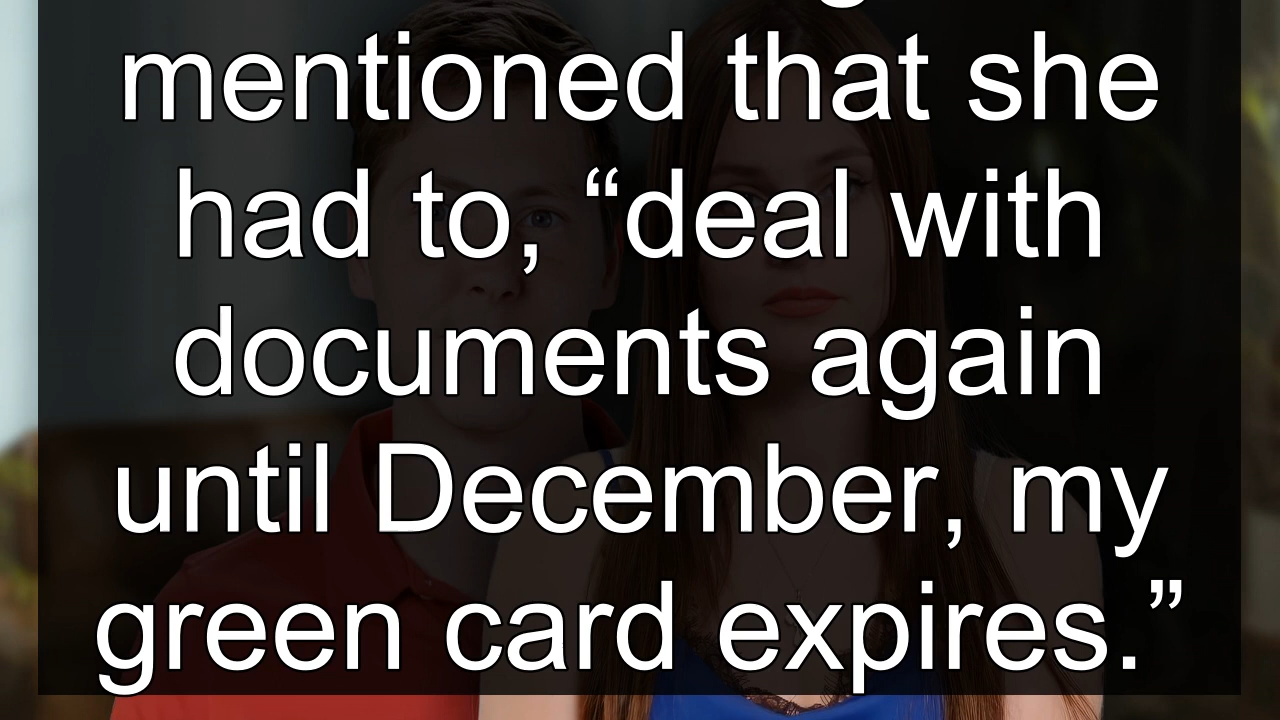 mentioned that she
had to, “deal with
documents again
until December, my
green card expires.”